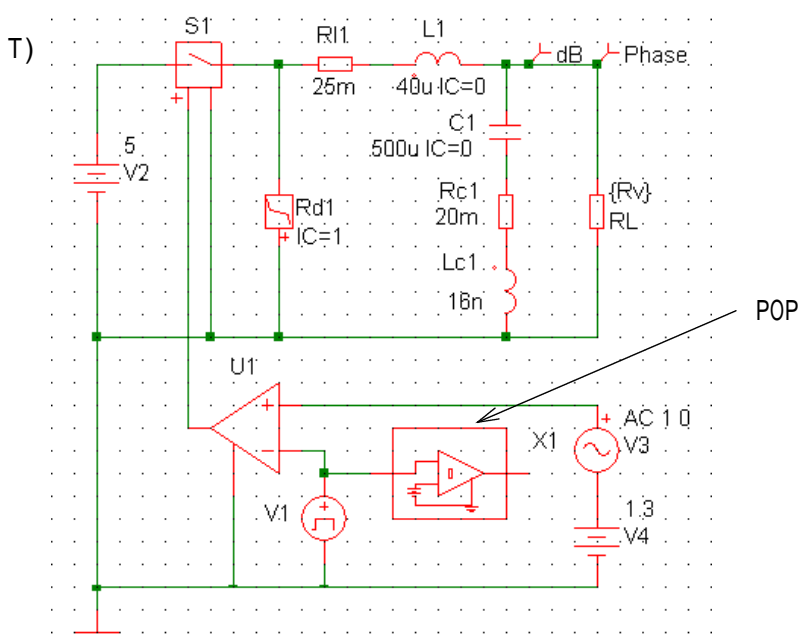 T)
S1
Rl1
25m
L1
40u IC=0
dB
Phase
C1
500u IC=0
5
V2
Rd1
IC=1
Rc1
20m
{Rv}
RL
Lc1
16n
POP
U1
AC 1 0
V3
X1
V1
1.3
V4